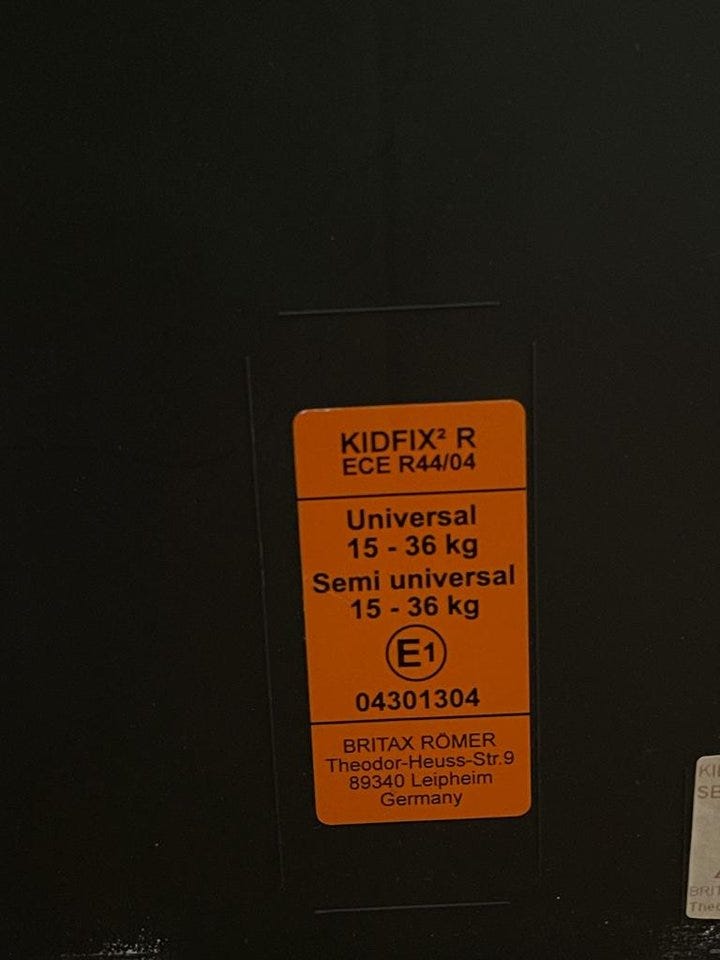 KIDFIX² R
ECE R44/04
Universal
15 - 36 kg
Semi universal
15 - 36 kg
E1
04301304
BRITAX RÖMER
Theodor-Heuss-Str.9
89340 Leipheim
Germany